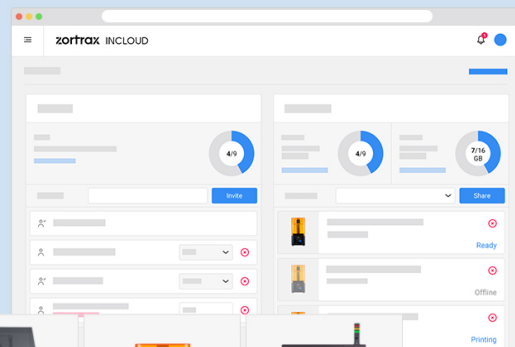 zortrax INCLOUD
4/9
4/9
7/16
GB
Invite
Share
Ready
Offline
Printing